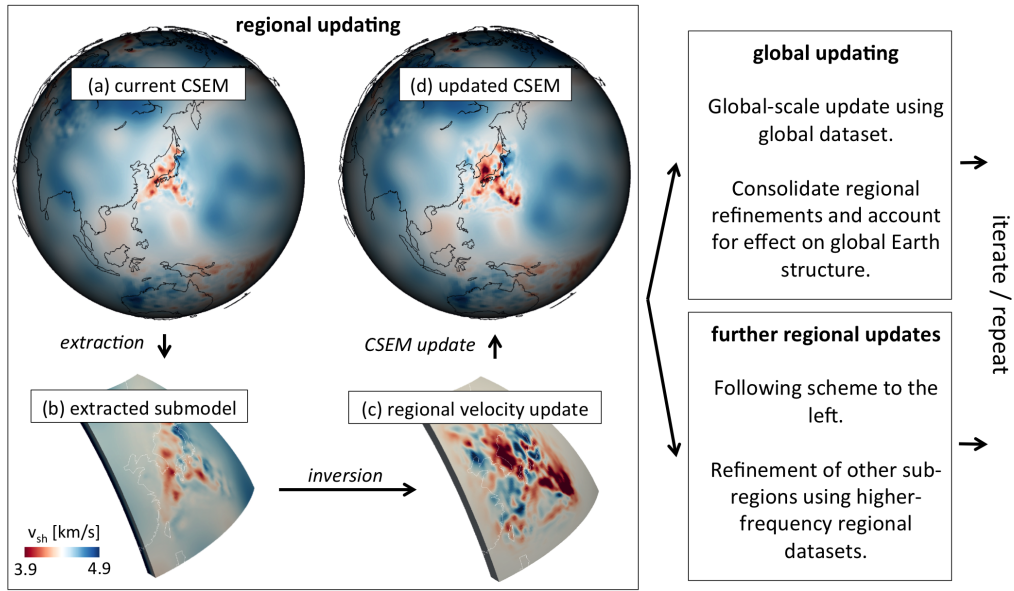 regional updating
(a) current CSEM
(d) updated CSEM
extraction
CSEM update
(b) extracted submodel
(c) regional velocity update
inversion
vsh [km/s]
3.9
4.9
global updating
Global-scale update using
global dataset.
Consolidate regional
refinements and account
for effect on global Earth
structure.
further regional updates
Following scheme to the
left.
Refinement of other sub-
regions using higher-
frequency regional
datasets.
iterate / repeat